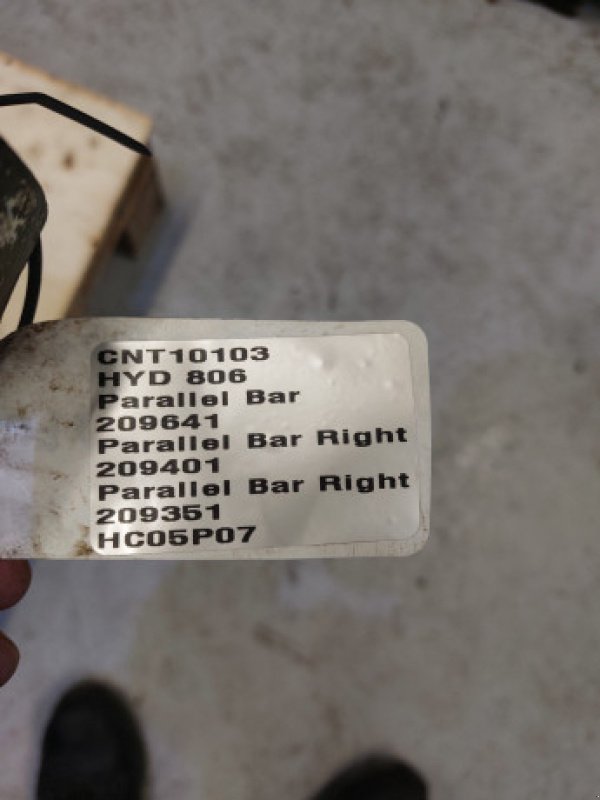 CNT10103
HYD 806
Parallel Bar
209641
Parallel Bar Right
209401
Parallel Bar Right
209351
HC05P07